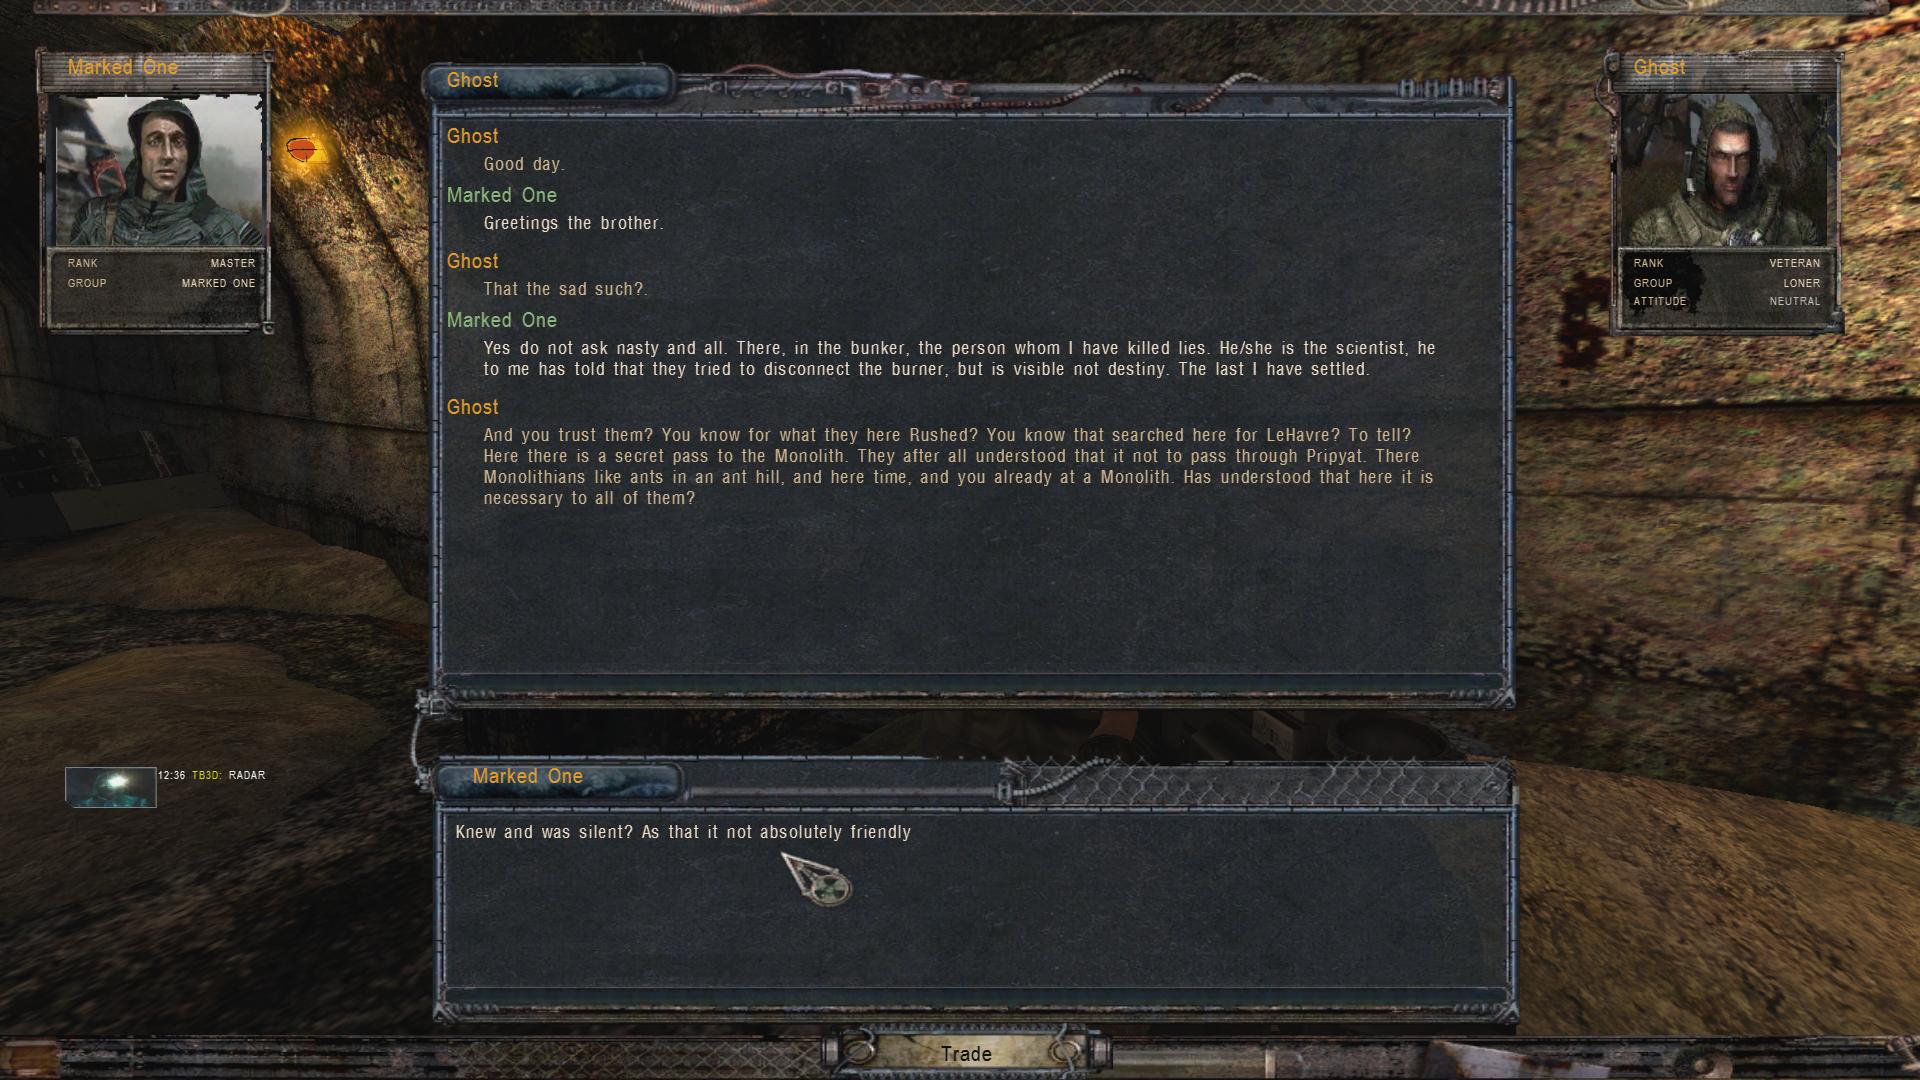 Marked One
Ghost
Ghost
Ghost
Good day.
Marked One
Greetings the brother.
Ghost
That the sad such?.
Marked One
Yes do not ask nasty and all. There, in the bunker, the person whom I have killed lies. He/she is the scientist, he
to me has told that they tried to disconnect the burner, but is visible not destiny. The last I have settled.
Ghost
And you trust them? You know for what they here Rushed? You know that searched here for LeHavre? To tell?
Here there is a secret pass to the Monolith. They after all understood that it not to pass through Pripyat. There
Monolithians like ants in an ant hill, and here time, and you already at a Monolith. Has understood that here it is
necessary to all of them?
RANK MASTER
GROUP MARKED ONE
RANK VETERAN
GROUP LONER
ATTITUDE NEUTRAL
12:36 TB3D: RADAR
Marked One
Knew and was silent? As that it not absolutely friendly
Trade